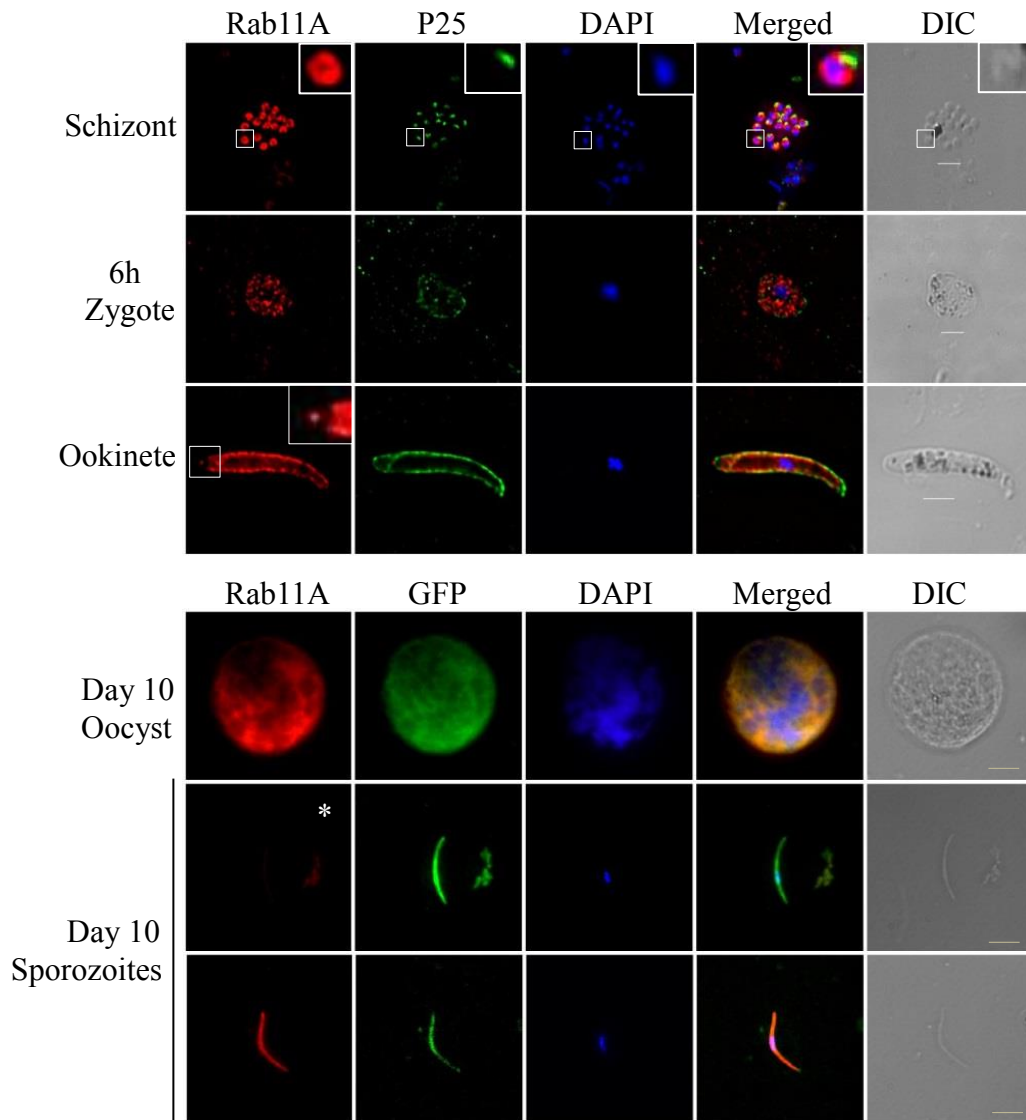 Rab11A P25 DAPI Merged DIC
Schizont
6h
Zygote
Ookinete
Rab11A GFP DAPI Merged DIC
Day 10
Oocyst
*
Day 10
Sporozoites